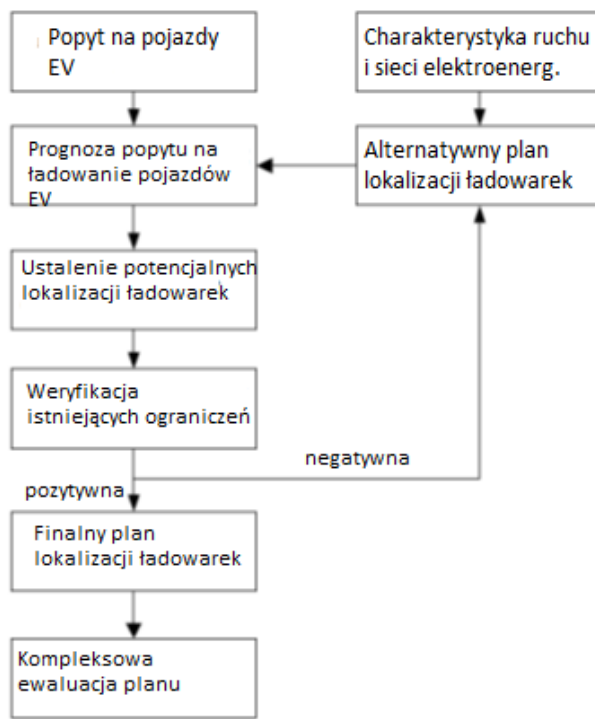 Popyt na pojazdy
EV
Charakterystyka ruchu
i sieci elektroenerg.
Prognoza popytu na
ładowanie pojazdów
EV
Alternatywny plan
lokalizacji ładowarek
Ustalenie potencjalnych
lokalizacji ładowarek
Weryfikacja
istniejących ograniczeń
negatywna
pozytywna
Finalny plan
lokalizacji ładowarek
Kompleksowa
ewaluacja planu